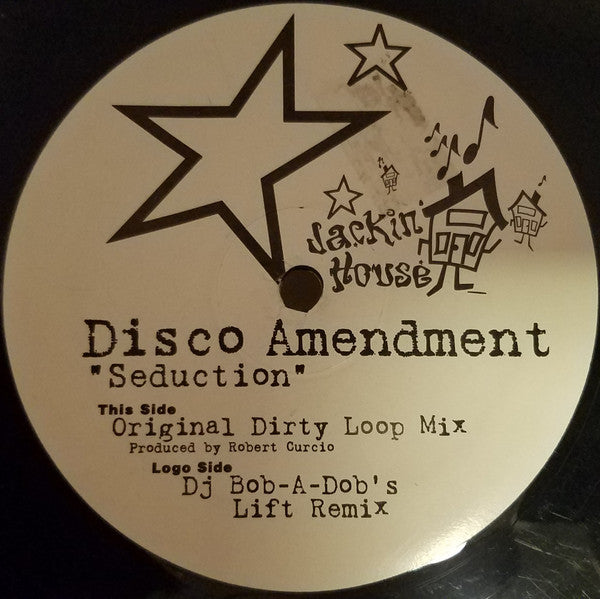 Jackin'
House
Disco Amendment
"Seduction"
This Side
Original Dirty Loop Mix
Produced by Robert Curcio
Logo Side
Dj Bob-A-Dob's
Lift Remix